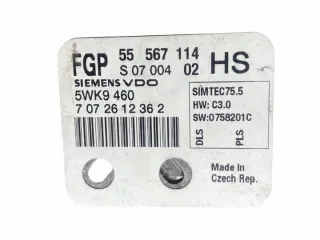 FGP 55 567 114 HS
S 07 004 02
SIEMENS VDO
5WK9 460
7 07 26 12 36 2
SIMTEC75.5
HW: C3.0
SW:0758201C
DLS
PLS
Made In
Czech Rep.